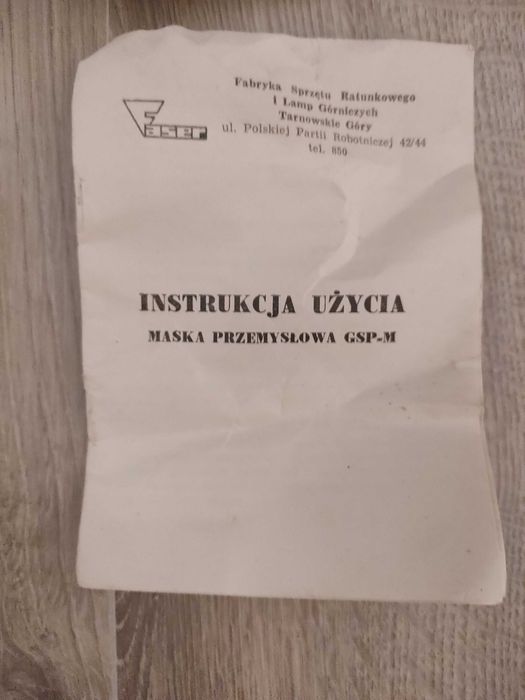 Faser
Fabryka Sprzętu Ratunkowego
i Lamp Górniczych
Tarnowskie Góry
ul. Polskiej Partii Robotniczej 42/44
tel. 850
INSTRUKCJA UŻYCIA
MASKA PRZEMYSŁOWA GSP-M